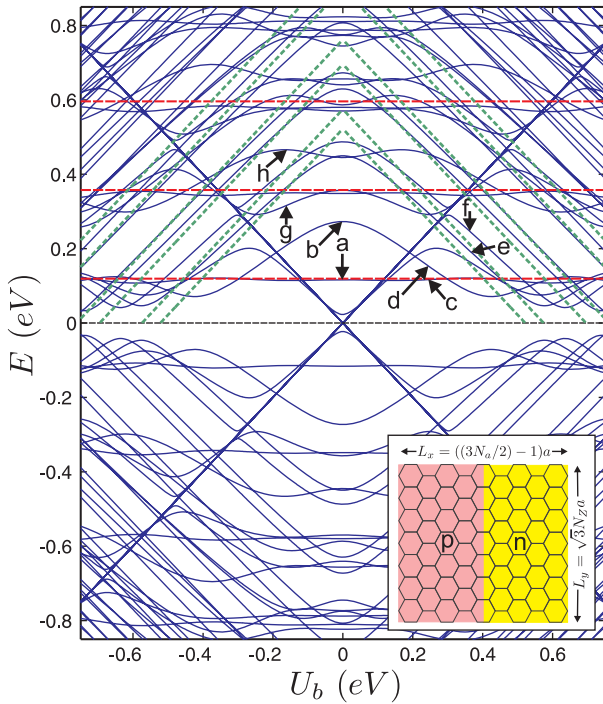 0.8
0.6
0.4
0.2
0
-0.2
-0.4
-0.6
-0.8
E (eV)
h
g
b
a
f
e
d
c
L_x = ((3N_a/2) − 1)a
p
n
L_y = √3N_Z a
-0.6
-0.4
-0.2
0
0.2
0.4
0.6
U_b (eV)